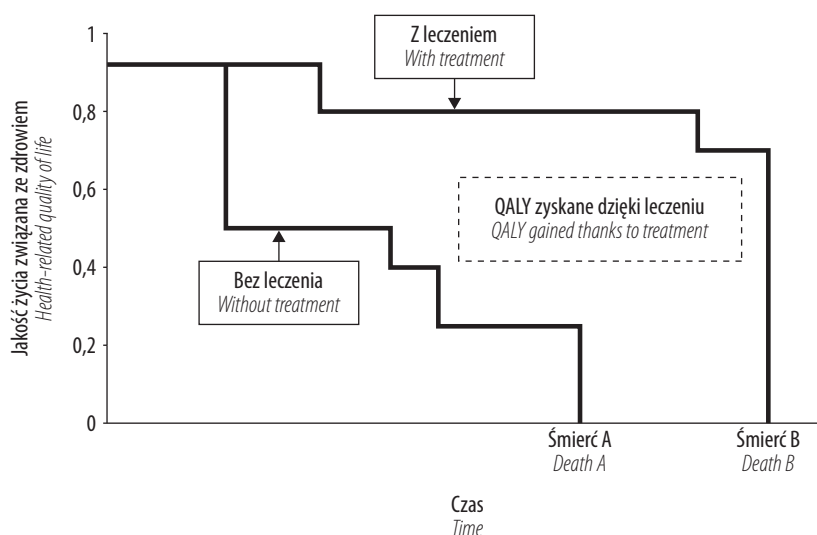 Jakość życia związana ze zdrowiem
Health-related quality of life
1
0,8
0,6
0,4
0,2
0
Z leczeniem
With treatment
QALY zyskane dzięki leczeniu
QALY gained thanks to treatment
Bez leczenia
Without treatment
Śmierć A
Death A
Śmierć B
Death B
Czas
Time